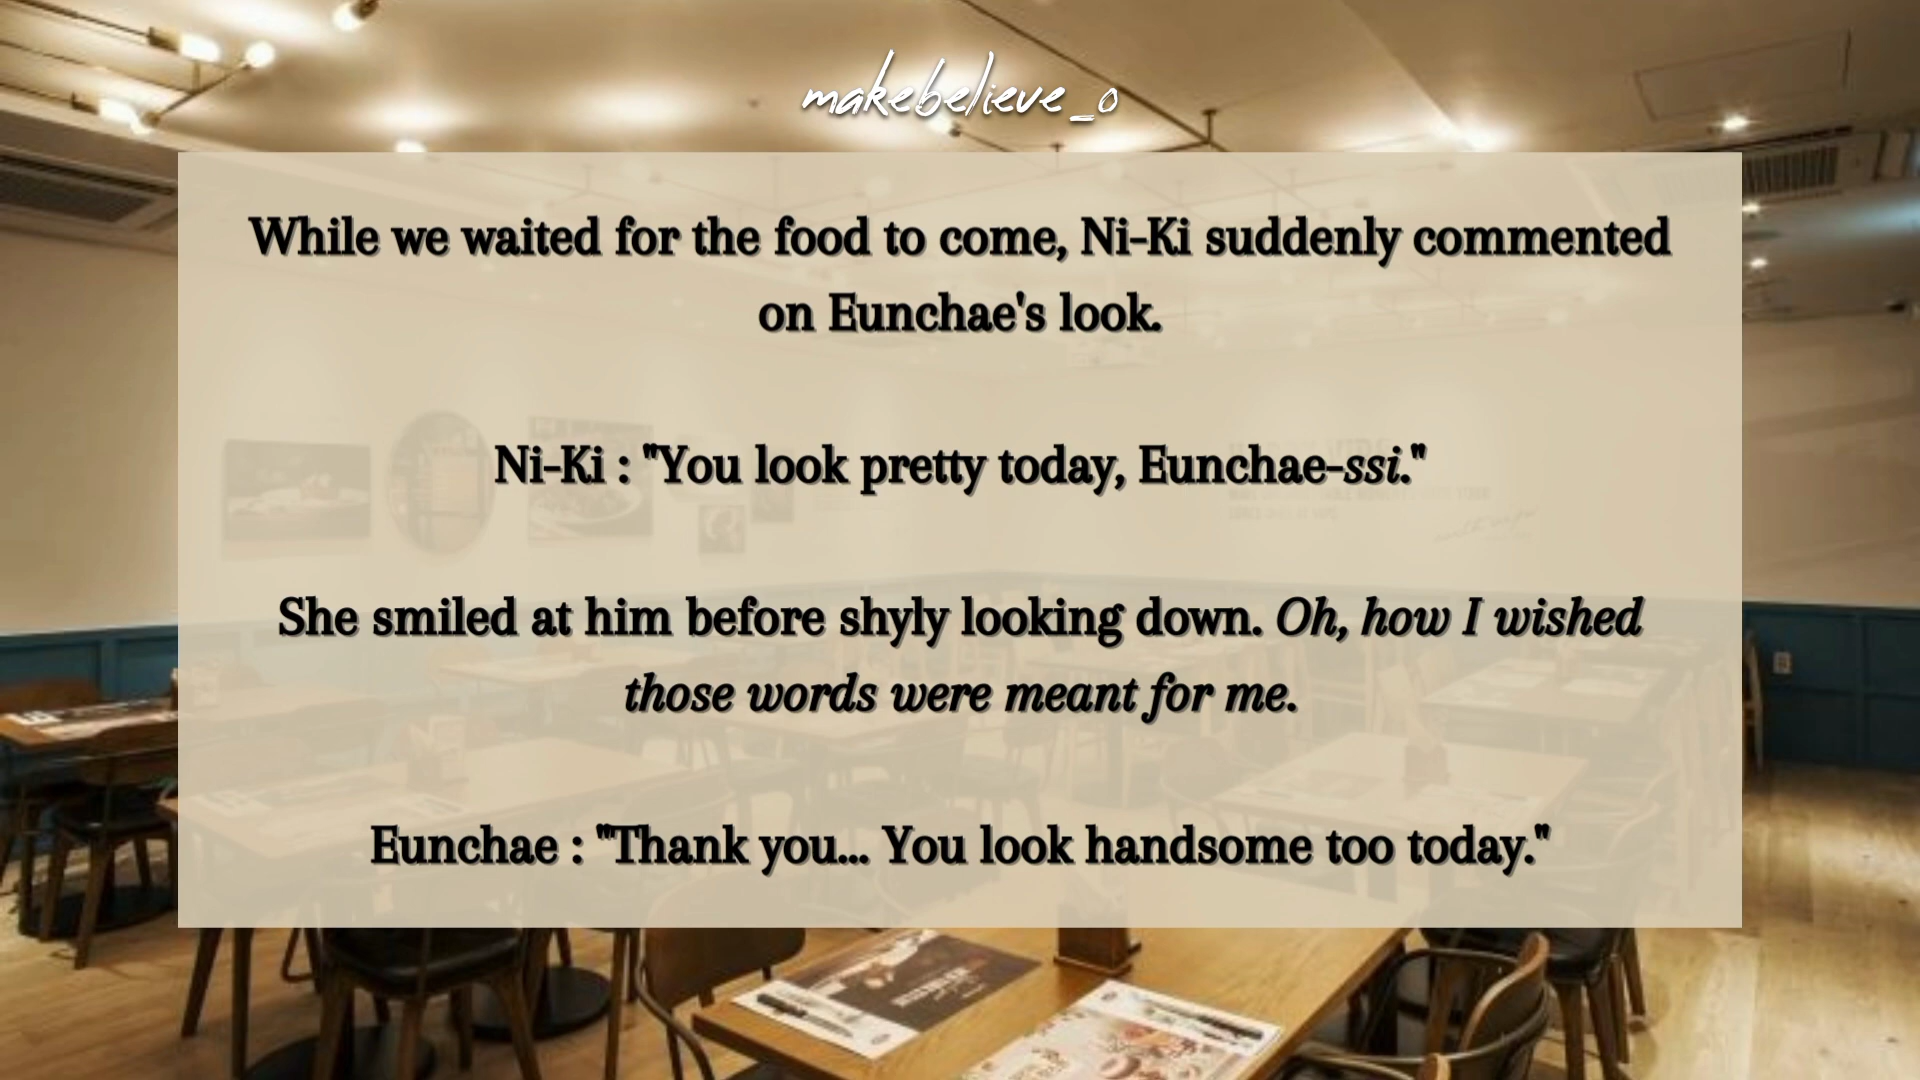 makebelieve_o
While we waited for the food to come, Ni-Ki suddenly commented
on Eunchae's look.
Ni-Ki : "You look pretty today, Eunchae-ssi."
She smiled at him before shyly looking down. Oh, how I wished
those words were meant for me.
Eunchae : "Thank you... You look handsome too today."